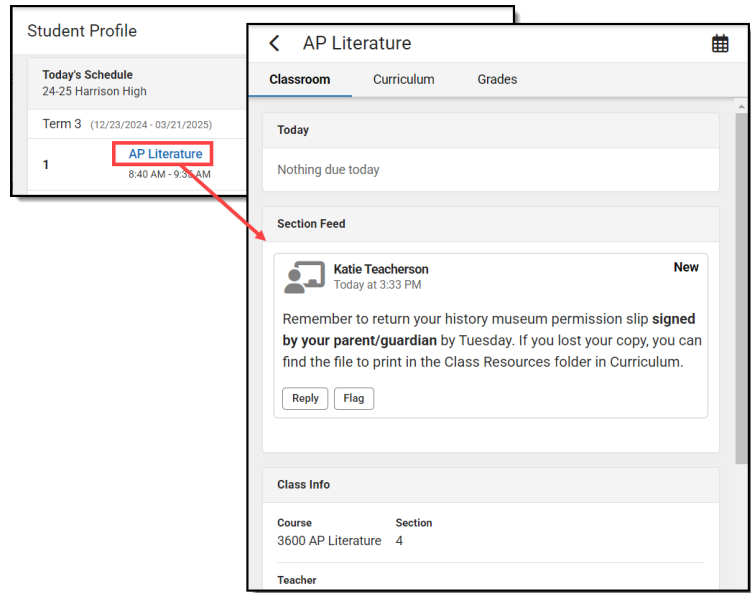 Student Profile
Today's Schedule
24-25 Harrison High
Term 3 (12/23/2024 - 03/21/2025)
1
AP Literature
8:40 AM - 9:35 AM
AP Literature
Classroom Curriculum Grades
Today
Nothing due today
Section Feed
Katie Teacherson
New
Today at 3:33 PM
Remember to return your history museum permission slip signed
by your parent/guardian by Tuesday. If you lost your copy, you can
find the file to print in the Class Resources folder in Curriculum.
Reply Flag
Class Info
Course Section
3600 AP Literature 4
Teacher